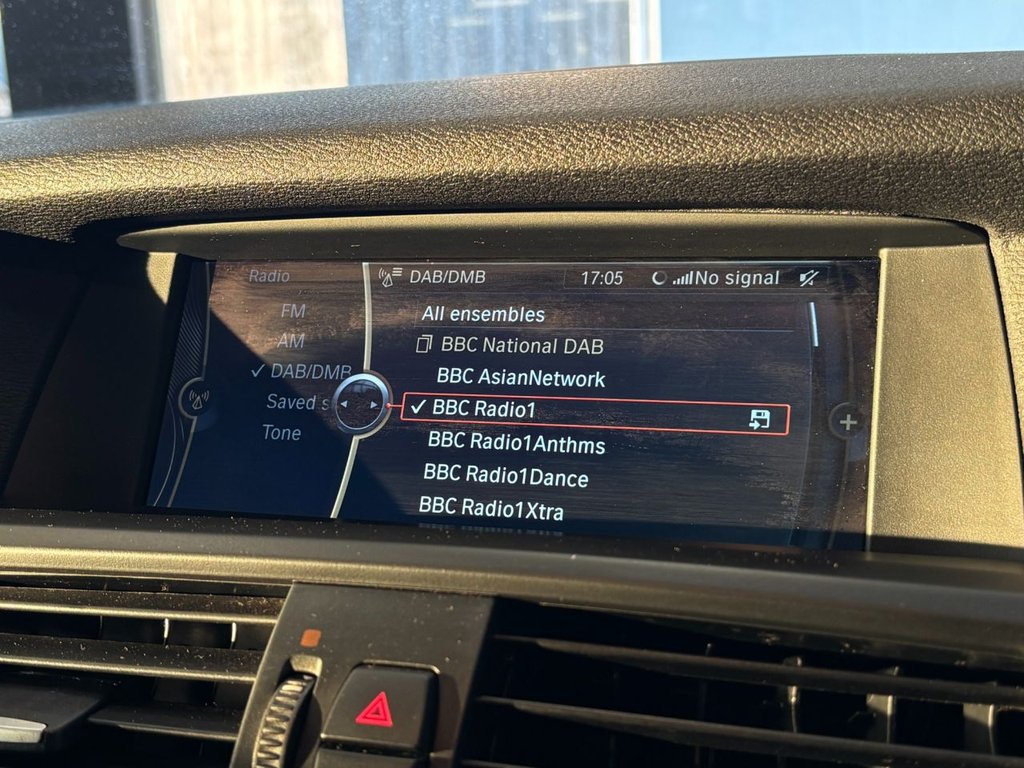 Radio
FM
AM
DAB/DMB
Saved s
Tone
DAB/DMB
17:05
No signal
All ensembles
BBC National DAB
BBC AsianNetwork
BBC Radio1
BBC Radio1Anthms
BBC Radio1Dance
BBC Radio1Xtra